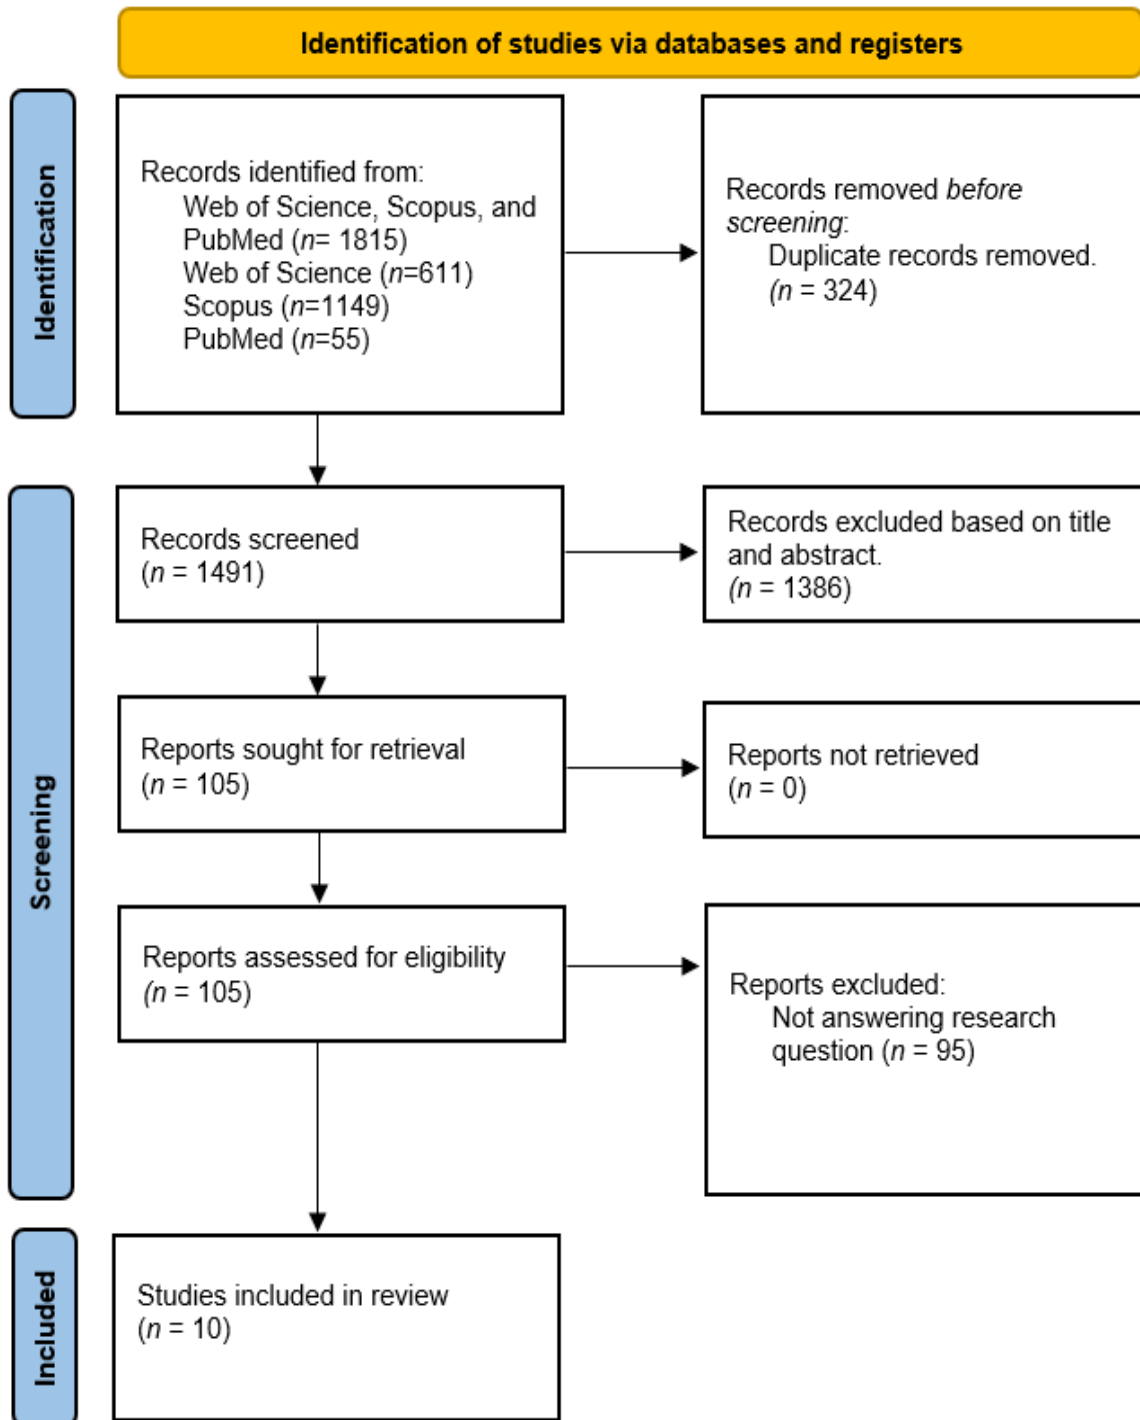 Identification of studies via databases and registers
Identification
Records identified from:
Web of Science, Scopus, and
PubMed (n= 1815)
Web of Science (n=611)
Scopus (n=1149)
PubMed (n=55)
Records removed before
screening:
Duplicate records removed.
(n = 324)
Screening
Records screened
(n = 1491)
Records excluded based on title
and abstract.
(n = 1386)
Reports sought for retrieval
(n = 105)
Reports not retrieved
(n = 0)
Reports assessed for eligibility
(n = 105)
Reports excluded:
Not answering research
question (n = 95)
Included
Studies included in review
(n = 10)